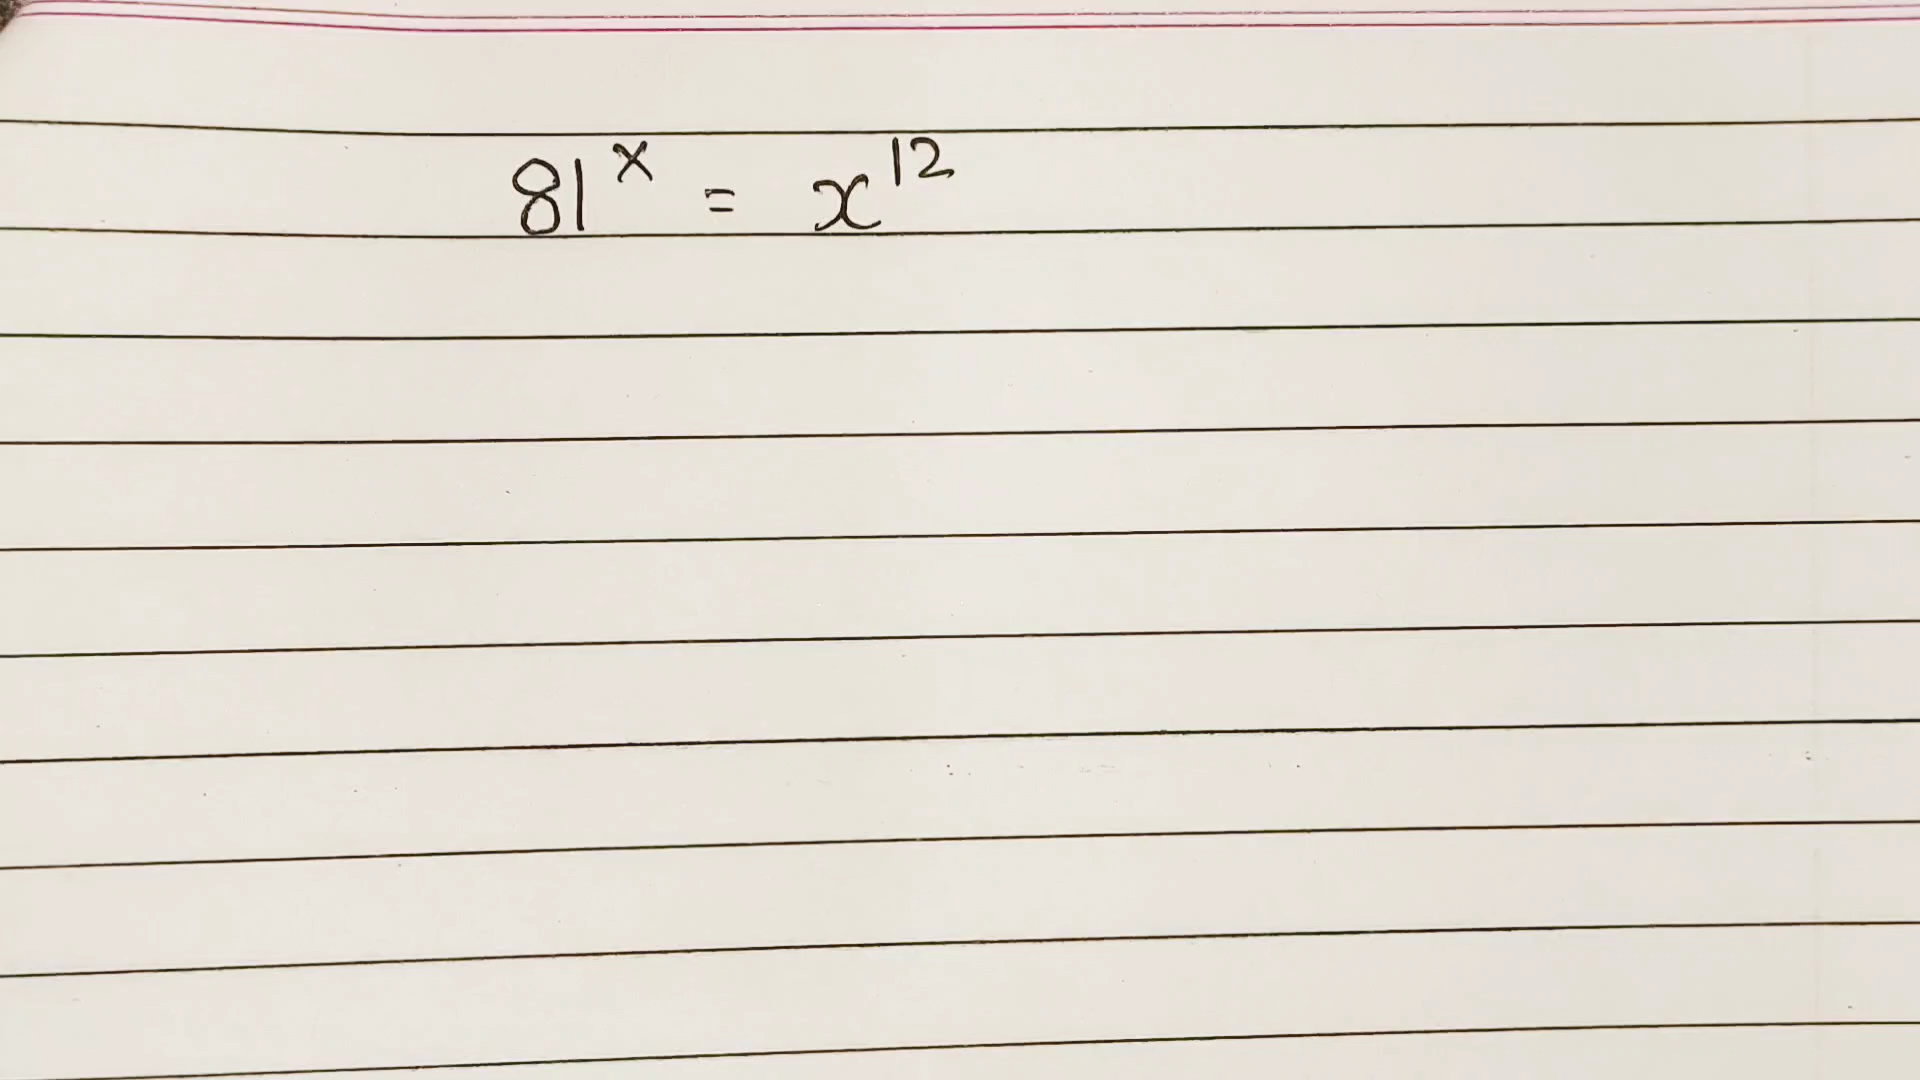 81^x = x^12